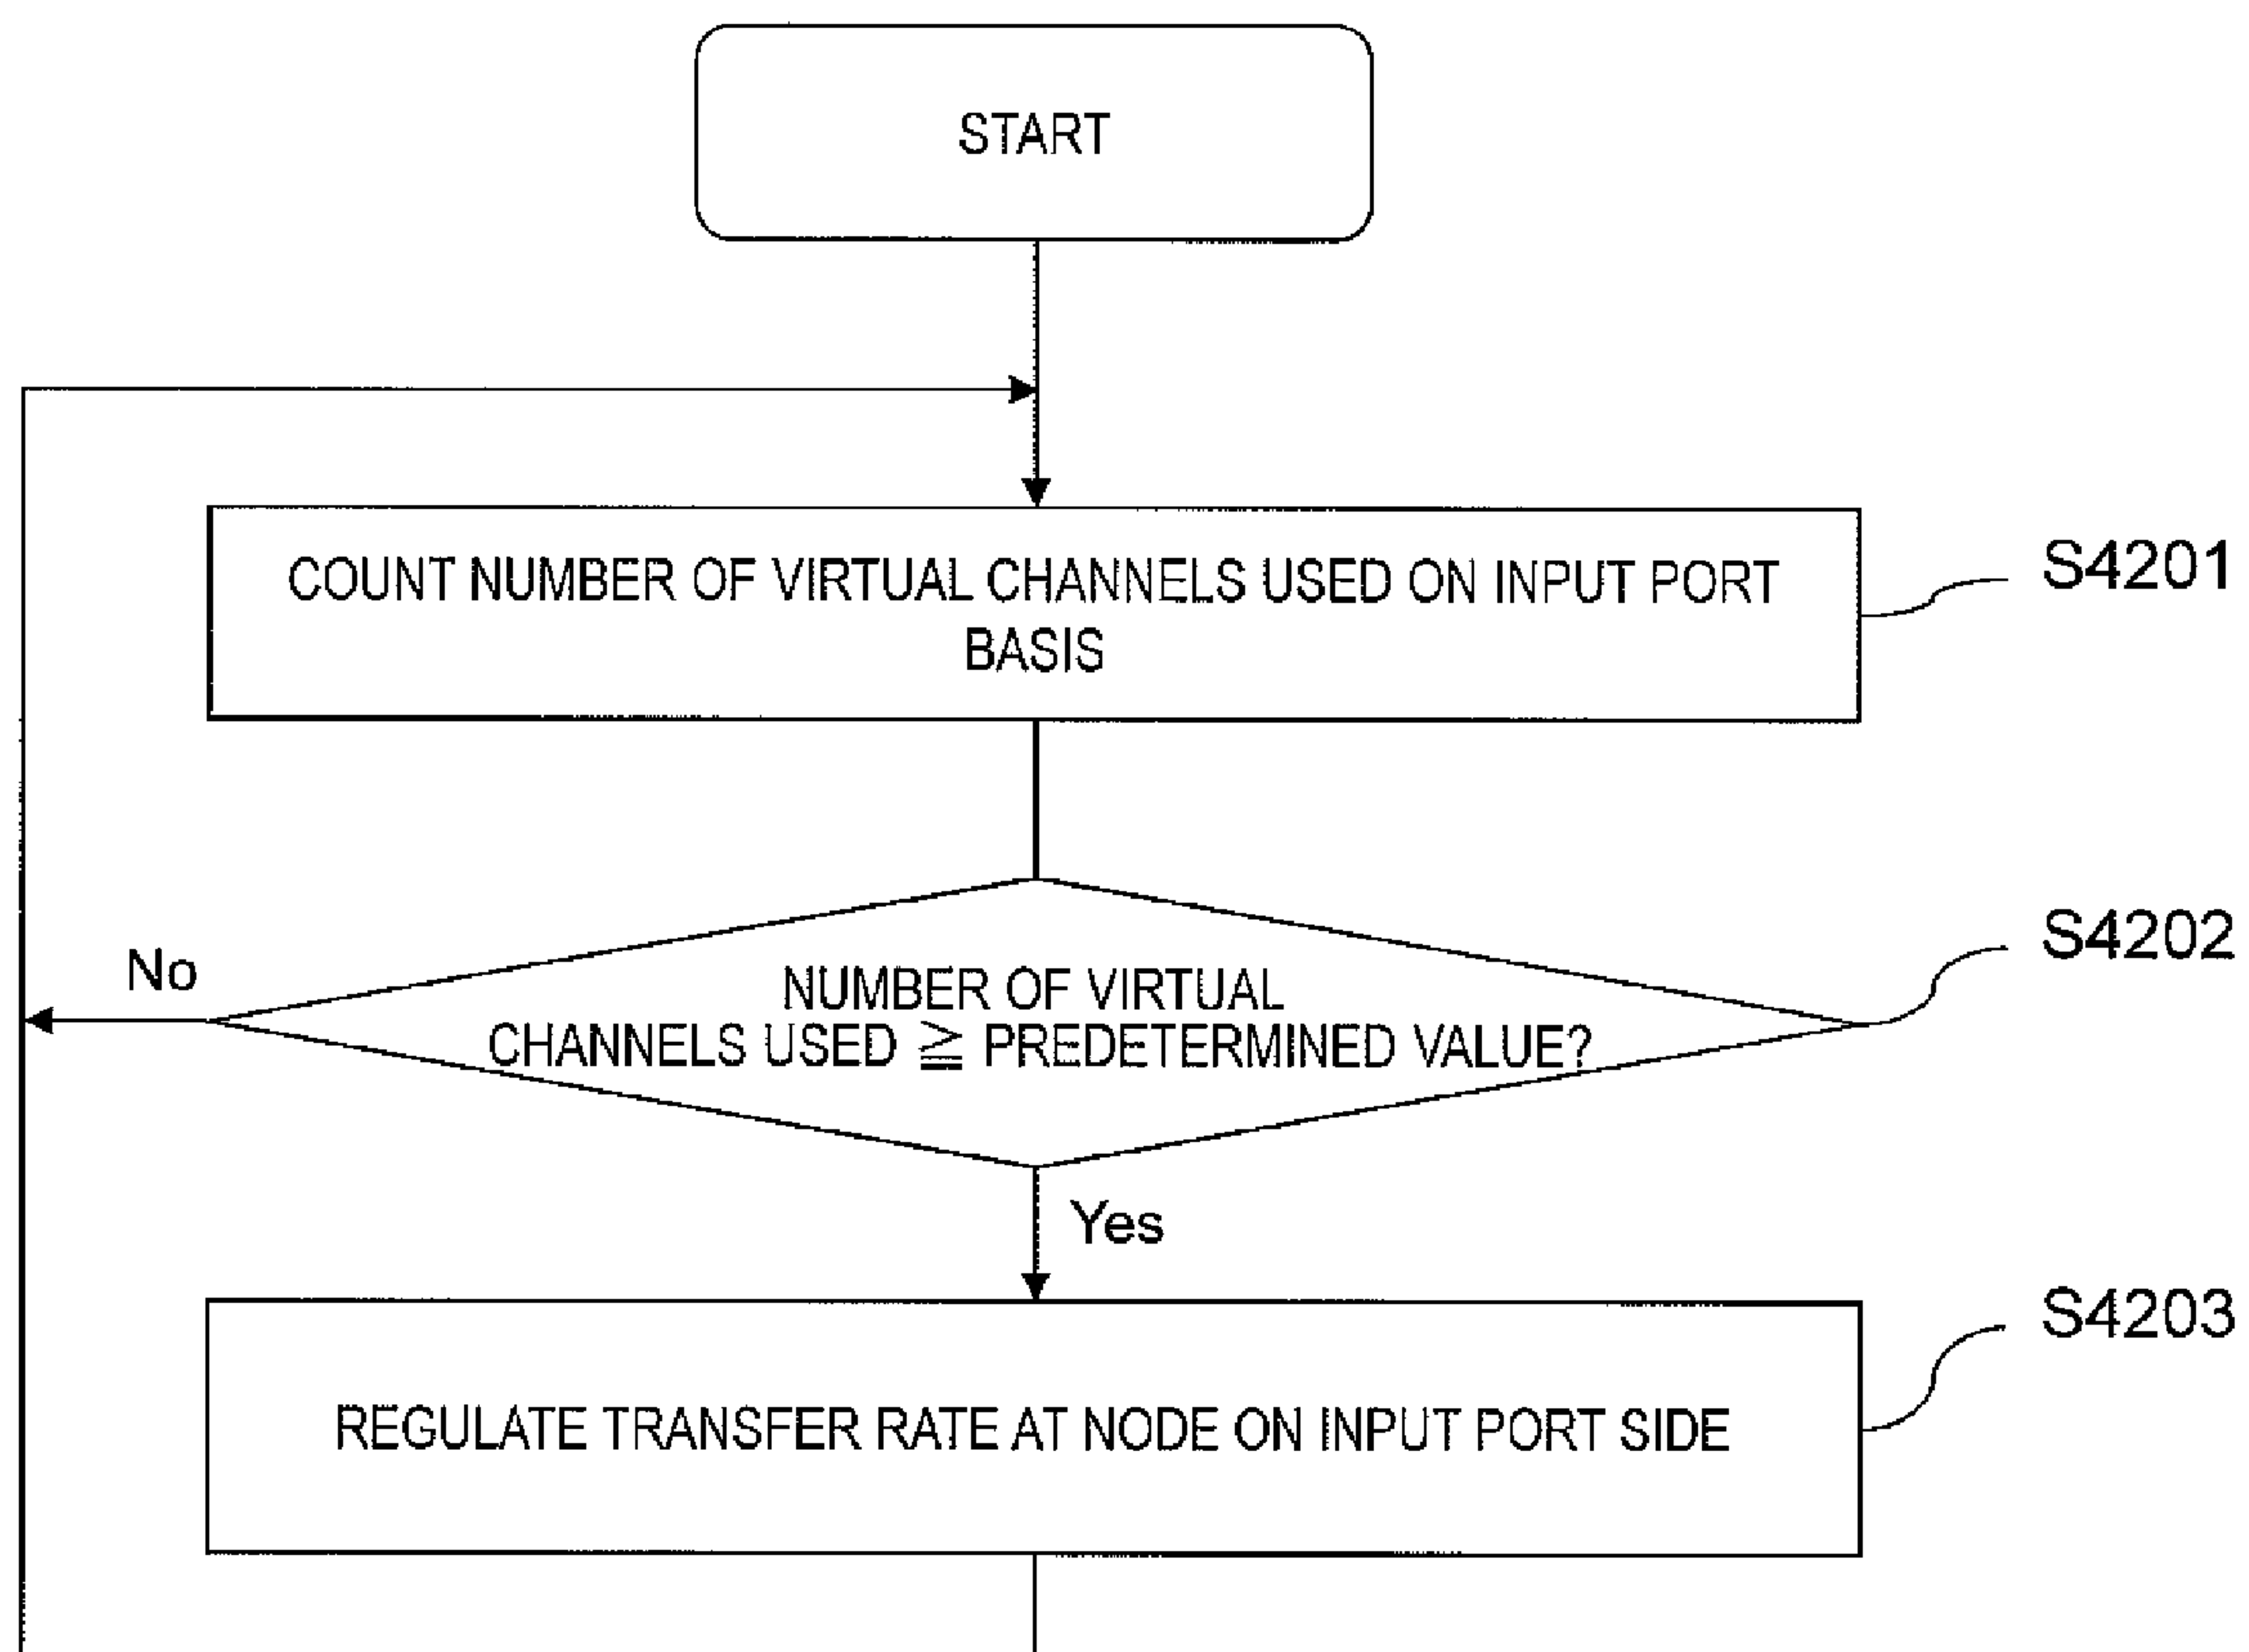 START
COUNT NUMBER OF VIRTUAL CHANNELS USED ON INPUT PORT
BASIS
S4201
No
NUMBER OF VIRTUAL
CHANNELS USED ≧ PREDETERMINED VALUE?
S4202
Yes
REGULATE TRANSFER RATE AT NODE ON INPUT PORT SIDE
S4203